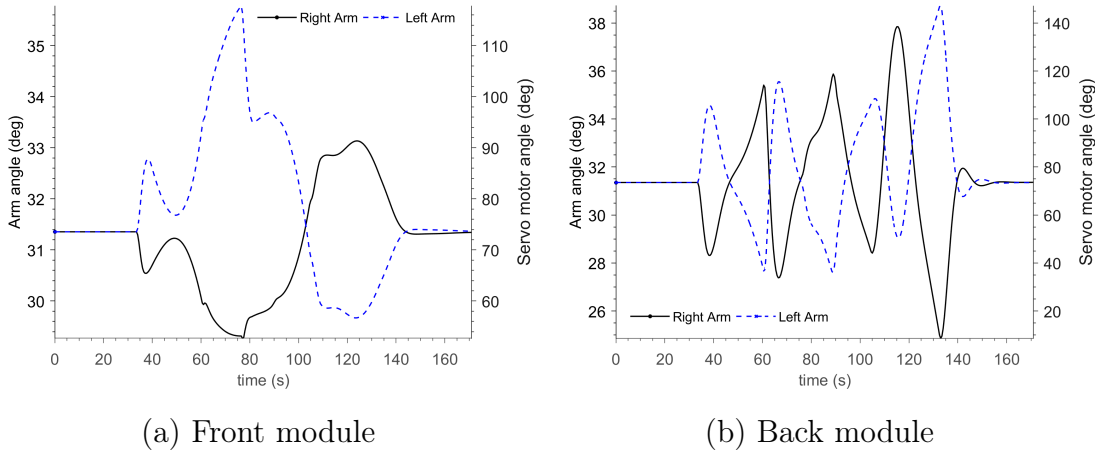 Right Arm Left Arm
35
34
33
32
31
30
Arm angle (deg)
110
100
90
80
70
60
Servo motor angle (deg)
0 20 40 60 80 100 120 140 160
time (s)
(a) Front module
38
36
34
32
30
28
26
Arm angle (deg)
140
120
100
80
60
40
20
Servo motor angle (deg)
Right Arm Left Arm
0 20 40 60 80 100 120 140 160
time (s)
(b) Back module